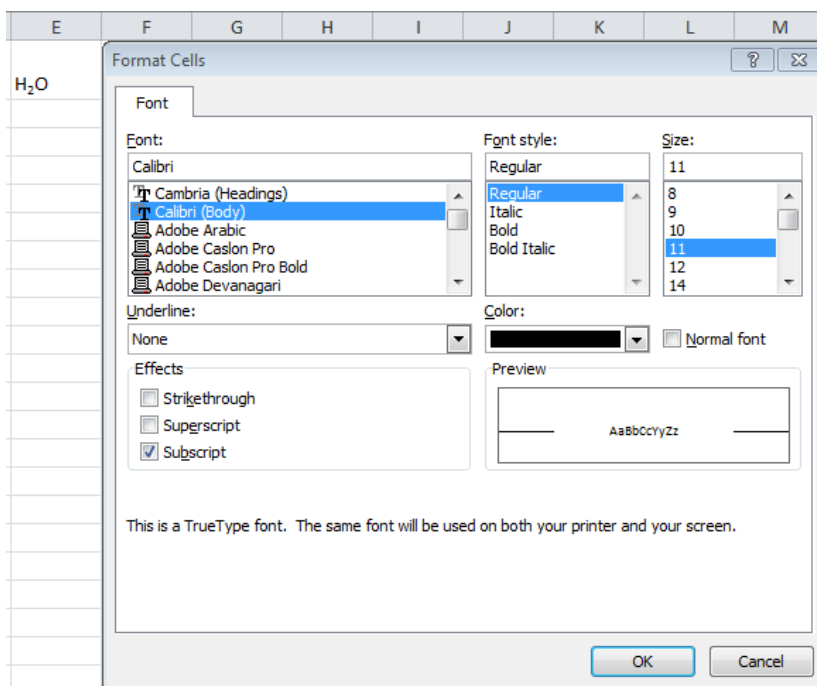 E F G H I J K L M
Format Cells
H₂O
Font
Font: Font style: Size:
Calibri Regular 11
Cambria (Headings) Regular 8
Calibri (Body) Italic 9
Adobe Arabic Bold 10
Adobe Caslon Pro Bold Italic 11
Adobe Caslon Pro Bold 12
Adobe Devanagari 14
Underline: Color:
None Normal font
Effects Preview
Strikethrough
Superscript AaBbCcYyZz
Subscript
This is a TrueType font. The same font will be used on both your printer and your screen.
OK Cancel